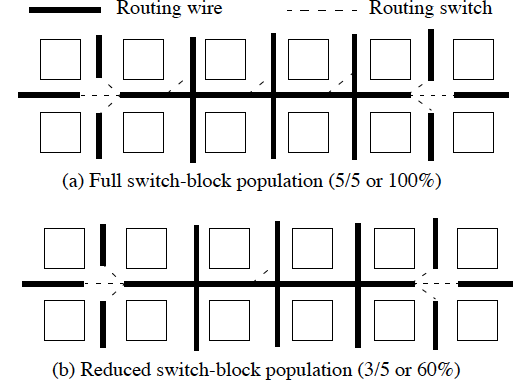 Routing wire Routing switch
(a) Full switch-block population (5/5 or 100%)
(b) Reduced switch-block population (3/5 or 60%)